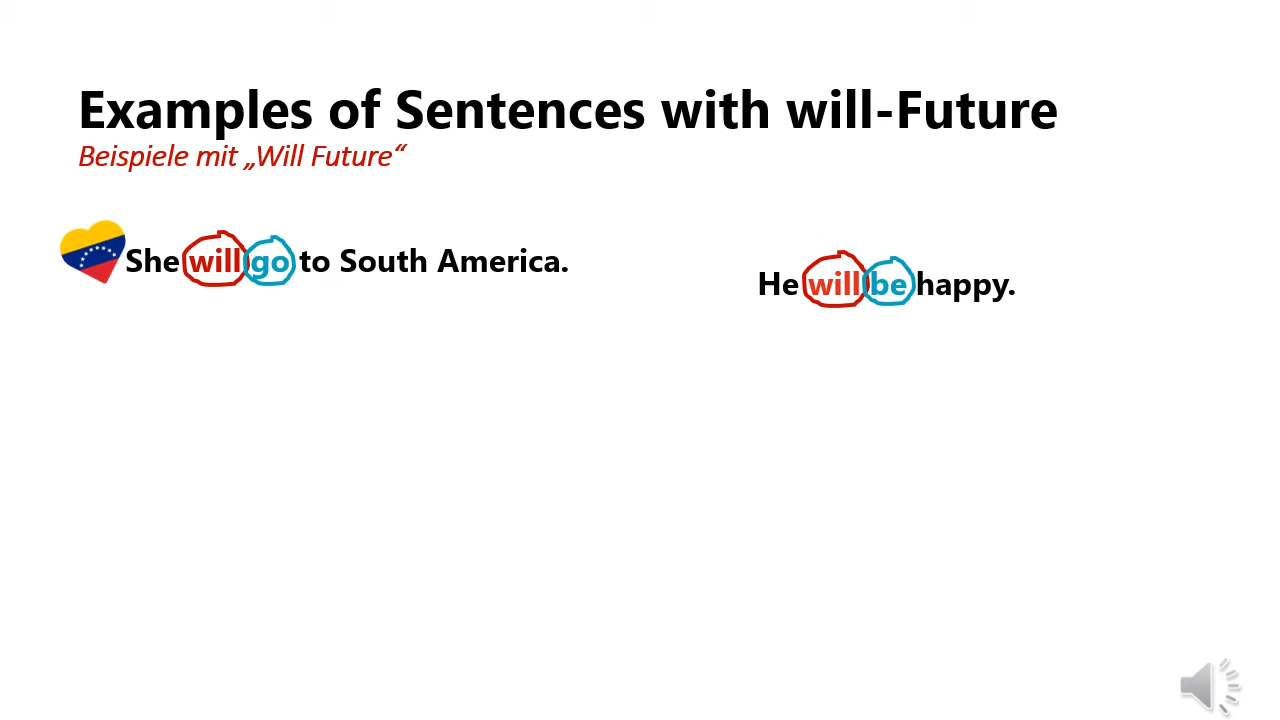 Examples of Sentences with will-Future
Beispiele mit „Will Future“
She will go to South America.
He will be happy.